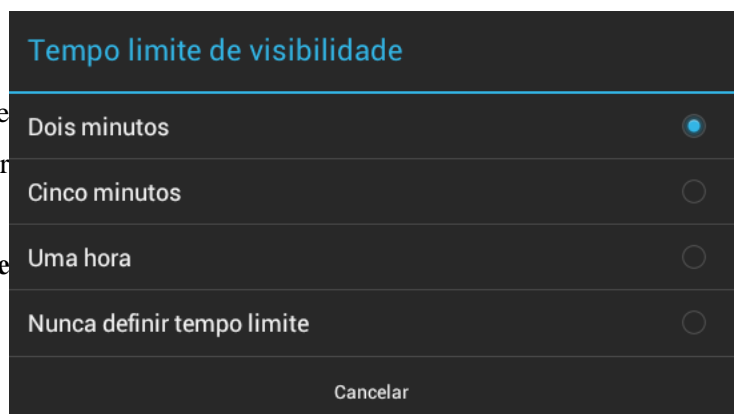 Tempo limite de visibilidade
e
Dois minutos
r
Cinco minutos
e
Uma hora
Nunca definir tempo limite
Cancelar